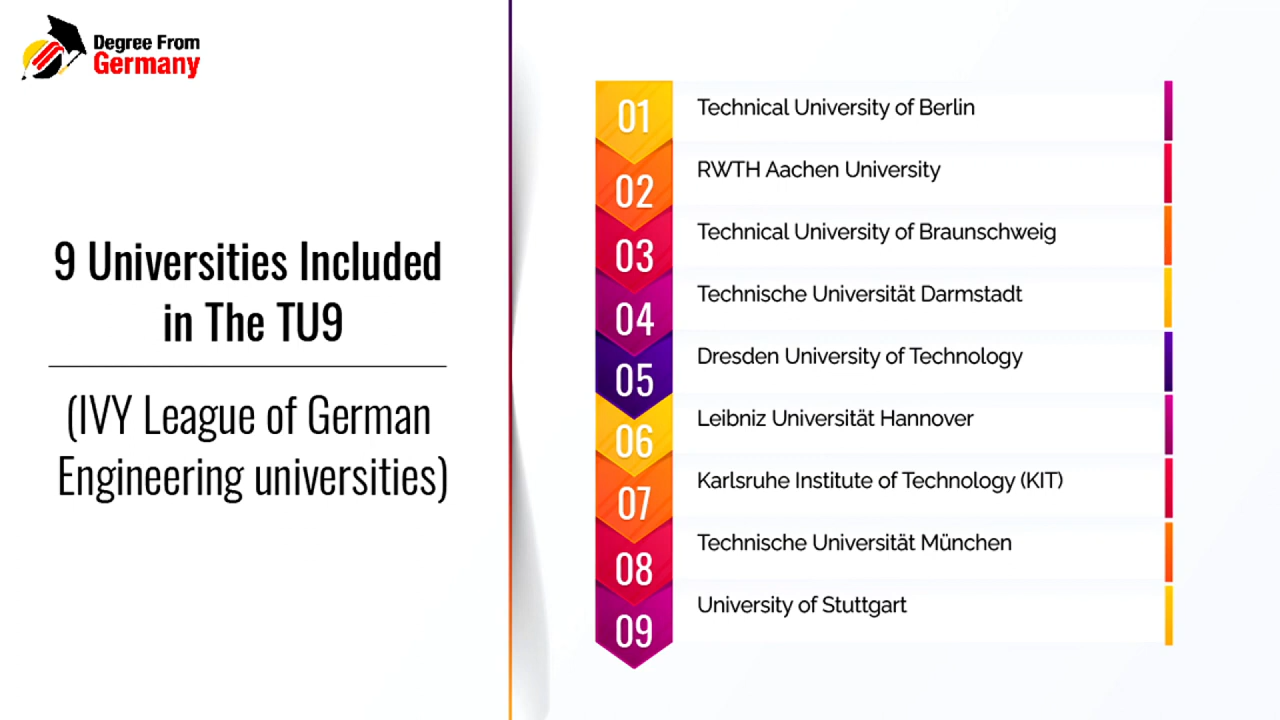 Degree From
Germany
9 Universities Included
in The TU9
(IVY League of German
Engineering universities)
01 Technical University of Berlin
02 RWTH Aachen University
03 Technical University of Braunschweig
04 Technische Universität Darmstadt
05 Dresden University of Technology
06 Leibniz Universität Hannover
07 Karlsruhe Institute of Technology (KIT)
08 Technische Universität München
09 University of Stuttgart